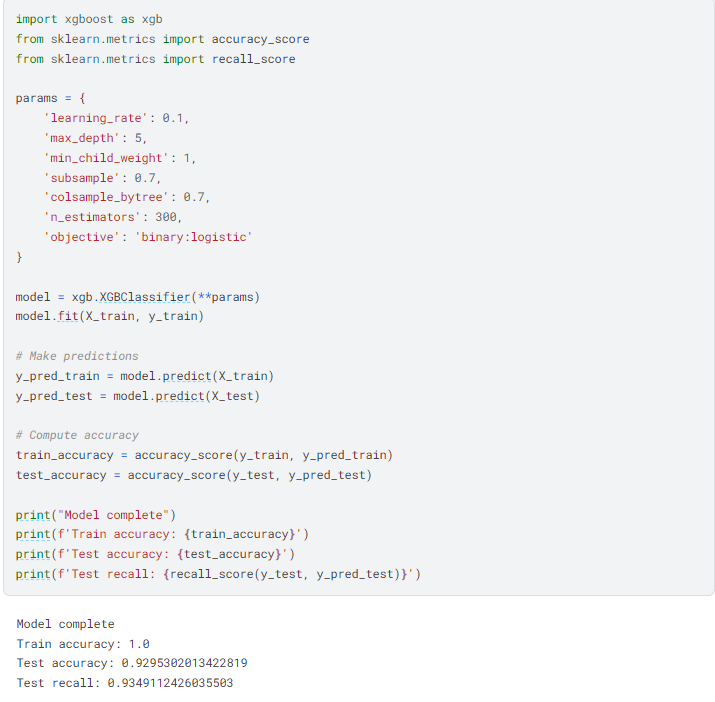 import xgboost as xgb
from sklearn.metrics import accuracy_score
from sklearn.metrics import recall_score

params = {
    'learning_rate': 0.1,
    'max_depth': 5,
    'min_child_weight': 1,
    'subsample': 0.7,
    'colsample_bytree': 0.7,
    'n_estimators': 300,
    'objective': 'binary:logistic'
}

model = xgb.XGBClassifier(**params)
model.fit(X_train, y_train)

# Make predictions
y_pred_train = model.predict(X_train)
y_pred_test = model.predict(X_test)

# Compute accuracy
train_accuracy = accuracy_score(y_train, y_pred_train)
test_accuracy = accuracy_score(y_test, y_pred_test)

print("Model complete")
print(f'Train accuracy: {train_accuracy}')
print(f'Test accuracy: {test_accuracy}')
print(f'Test recall: {recall_score(y_test, y_pred_test)}')

Model complete
Train accuracy: 1.0
Test accuracy: 0.9295302013422819
Test recall: 0.9349112426035503